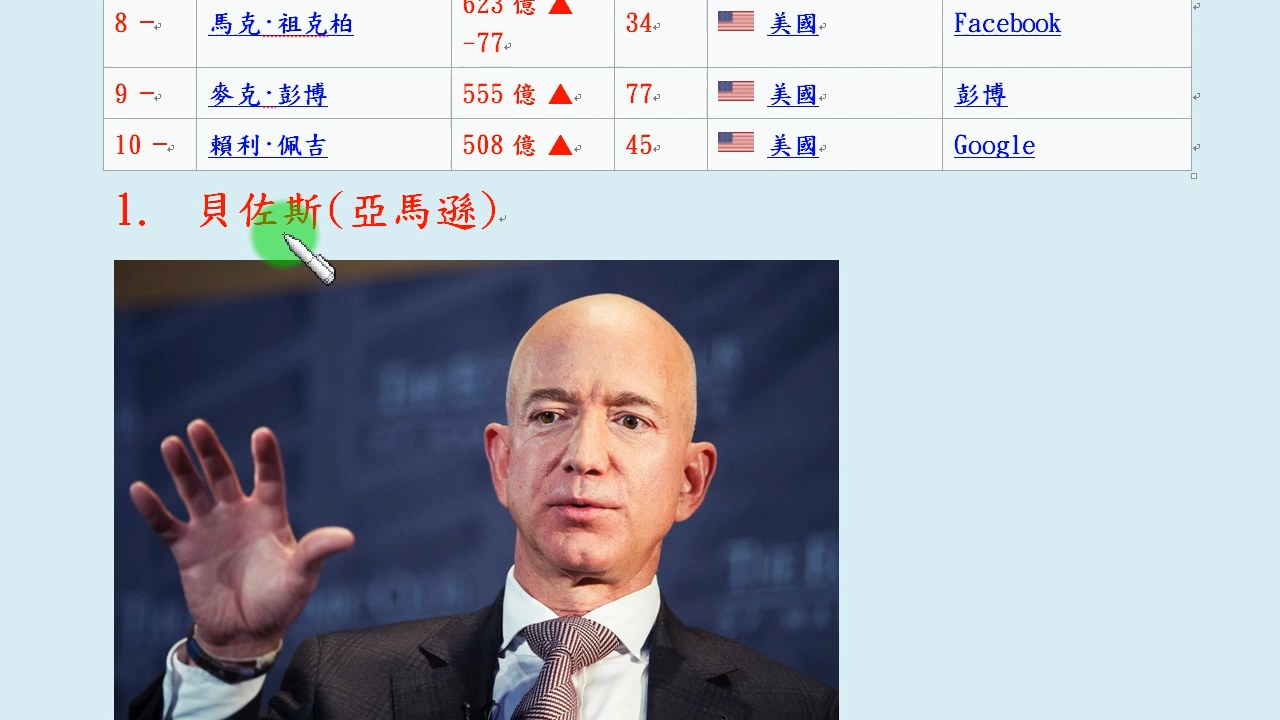 8 – 馬克·祖克柏 623 億 ▲ 34 美國 Facebook
-77
9 – 麥克·彭博 555 億 ▲ 77 美國 彭博
10 – 賴利·佩吉 508 億 ▲ 45 美國 Google
1. 貝佐斯(亞馬遜)